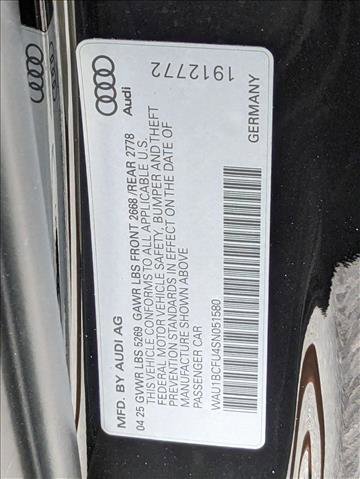 MFD. BY AUDI AG
04 25 GVWR LBS 5269 GAWR LBS FRONT 2668 /REAR 2778
THIS VEHICLE CONFORMS TO ALL APPLICABLE U.S.
FEDERAL MOTOR VEHICLE SAFETY, BUMPER AND THEFT
PREVENTION STANDARDS IN EFFECT ON THE DATE OF
MANUFACTURE SHOWN ABOVE
PASSENGER CAR
WAU1BCFU4SN051580
Audi
1912772
GERMANY